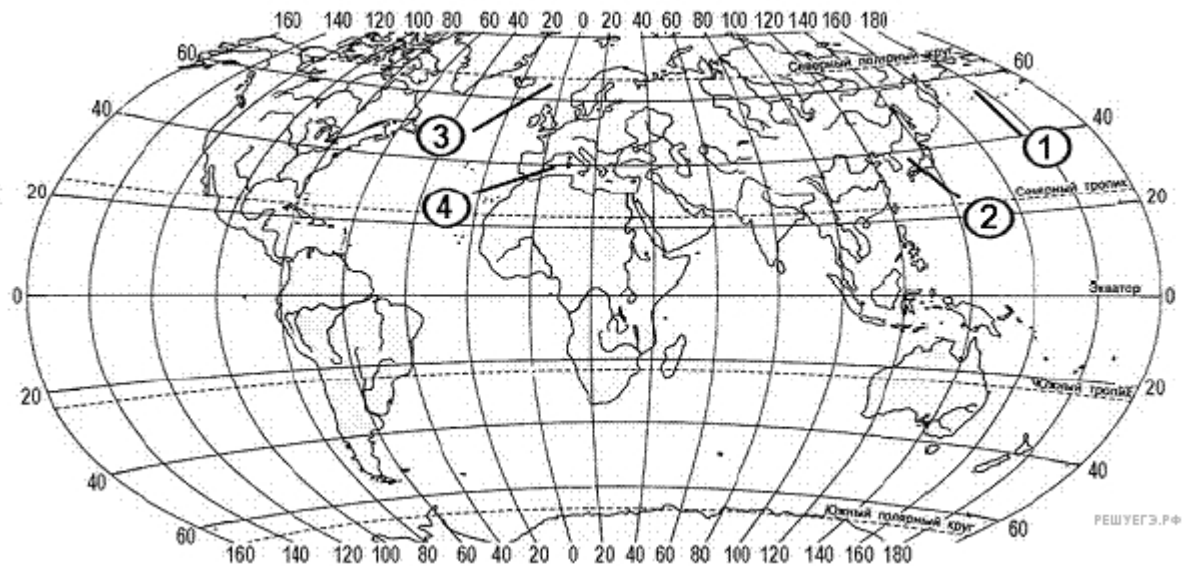 160 140 120 100 80 60 40 20 0 20 40 60 80 100 120 140 160 180
60 Северный полярный круг 60
40 40
3 1
20 4 Северный тропик 20
2
0 Экватор 0
20 Южный тропик 20
40 40
60 Южный полярный круг 60
РЕШУЕГЭ.РФ
160 140 120 100 80 60 40 20 0 20 40 60 80 100 120 140 160 180